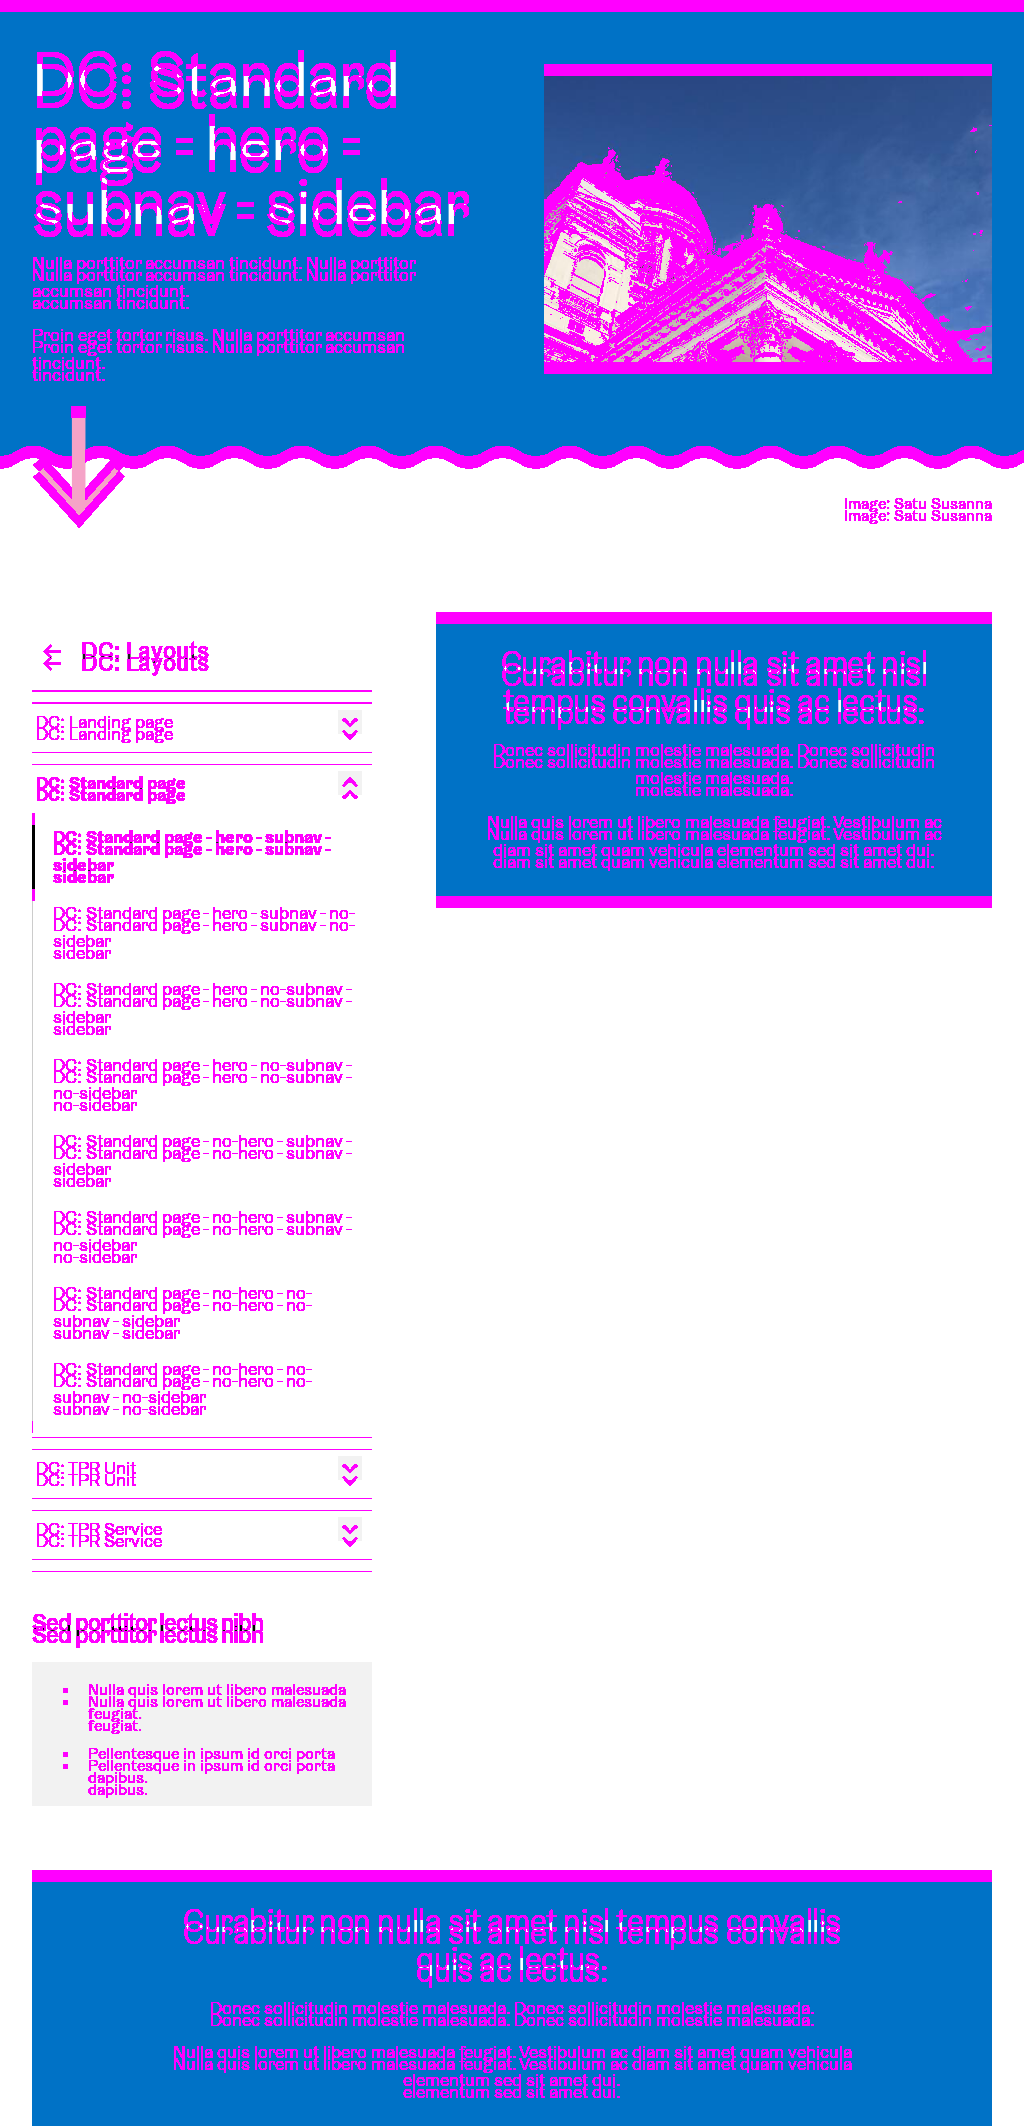 DC: Standard
page - hero -
subnav - sidebar
Nulla porttitor accumsan tincidunt. Nulla porttitor
accumsan tincidunt.
Proin eget tortor risus. Nulla porttitor accumsan
tincidunt.
Image: Satu Susanna
DC: Layouts
DC: Landing page
DC: Standard page
DC: Standard page - hero - subnav -
sidebar
DC: Standard page - hero - subnav - no-
sidebar
DC: Standard page - hero - no-subnav -
sidebar
DC: Standard page - hero - no-subnav -
no-sidebar
DC: Standard page - no-hero - subnav -
sidebar
DC: Standard page - no-hero - subnav -
no-sidebar
DC: Standard page - no-hero - no-
subnav - sidebar
DC: Standard page - no-hero - no-
subnav - no-sidebar
DC: TPR Unit
DC: TPR Service
Sed porttitor lectus nibh
Nulla quis lorem ut libero malesuada
feugiat.
Pellentesque in ipsum id orci porta
dapibus.
Curabitur non nulla sit amet nisl
tempus convallis quis ac lectus.
Donec sollicitudin molestie malesuada. Donec sollicitudin
molestie malesuada.
Nulla quis lorem ut libero malesuada feugiat. Vestibulum ac
diam sit amet quam vehicula elementum sed sit amet dui.
Curabitur non nulla sit amet nisl tempus convallis
quis ac lectus.
Donec sollicitudin molestie malesuada. Donec sollicitudin molestie malesuada.
Nulla quis lorem ut libero malesuada feugiat. Vestibulum ac diam sit amet quam vehicula
elementum sed sit amet dui.